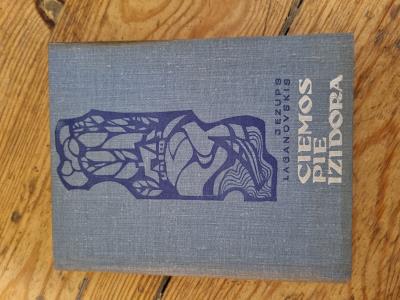 JEZUPS
LAGANOVSKIS
CIEMOS
PIE
IZIDORA